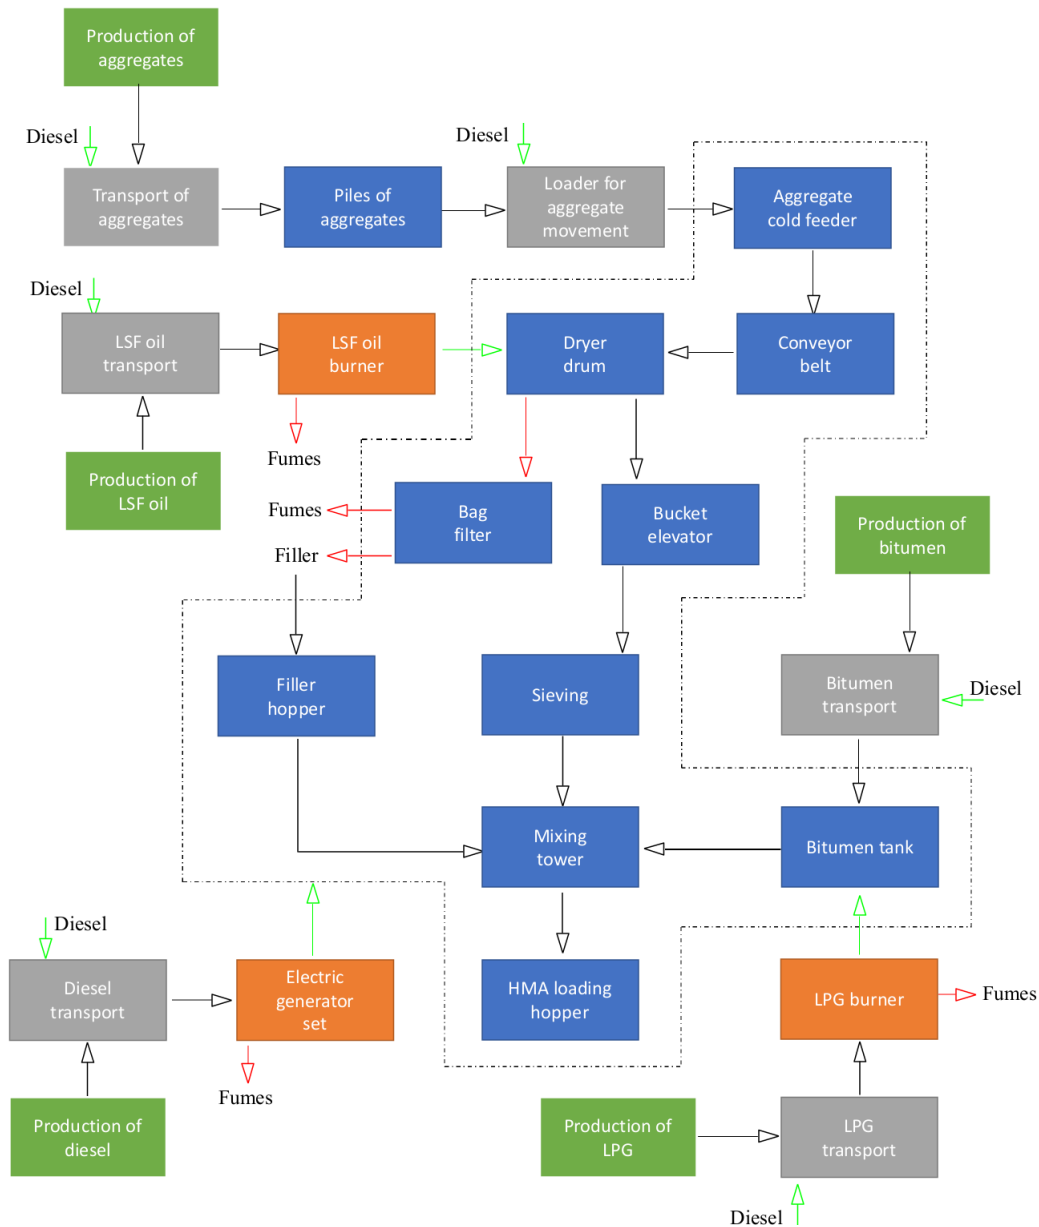 Production of
aggregates
Diesel
Diesel
Transport of
aggregates
Piles of
aggregates
Loader for
aggregate
movement
Aggregate
cold feeder
Diesel
LSF oil
transport
LSF oil
burner
Dryer
drum
Conveyor
belt
Fumes
Production of
LSF oil
Fumes
Filler
Bag
filter
Bucket
elevator
Production of
bitumen
Filler
hopper
Sieving
Bitumen
transport
Diesel
Mixing
tower
Bitumen tank
Diesel
Diesel
transport
Electric
generator
set
HMA loading
hopper
LPG burner
Fumes
Fumes
Production of
diesel
Production of
LPG
LPG
transport
Diesel